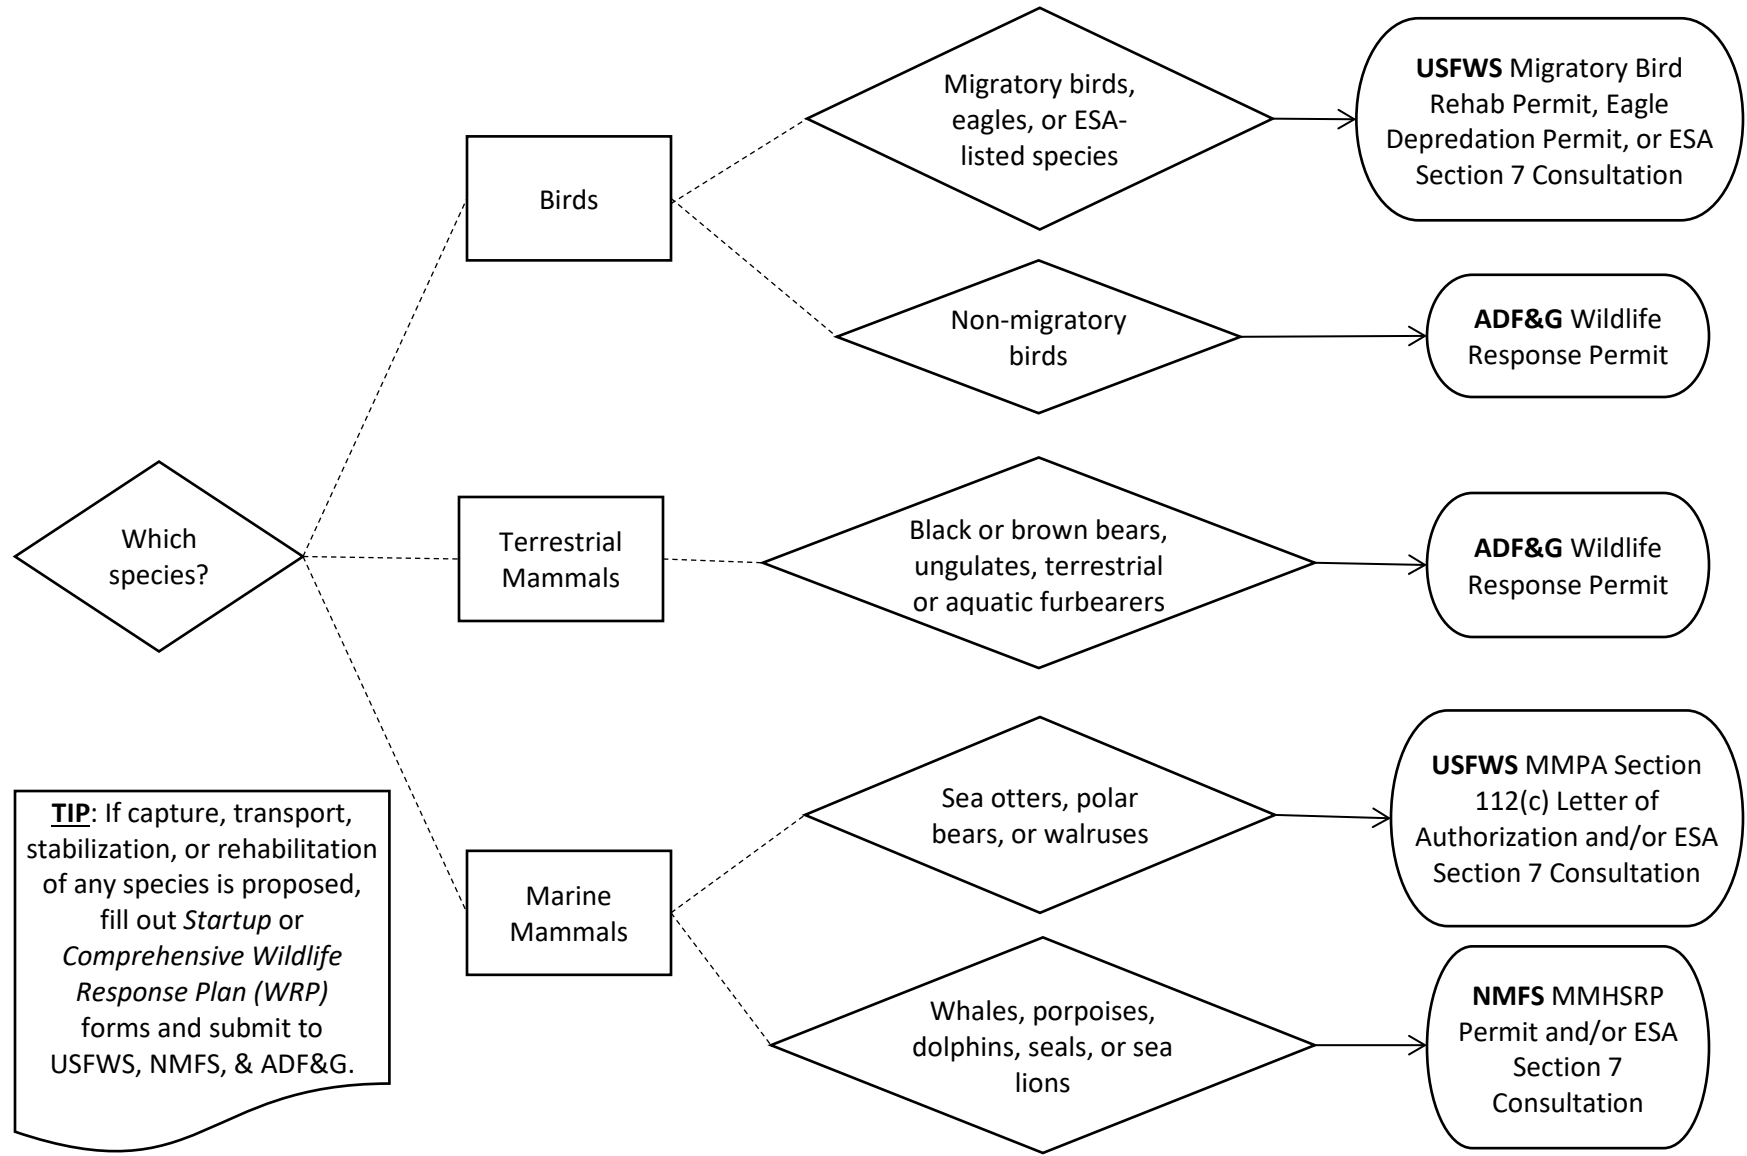 Which
species?
Birds
Migratory birds,
eagles, or ESA-
listed species
USFWS Migratory Bird
Rehab Permit, Eagle
Depredation Permit, or ESA
Section 7 Consultation
Non-migratory
birds
ADF&G Wildlife
Response Permit
Terrestrial
Mammals
Black or brown bears,
ungulates, terrestrial
or aquatic furbearers
ADF&G Wildlife
Response Permit
Marine
Mammals
Sea otters, polar
bears, or walruses
USFWS MMPA Section
112(c) Letter of
Authorization and/or ESA
Section 7 Consultation
Whales, porpoises,
dolphins, seals, or sea
lions
NMFS MMHSRP
Permit and/or ESA
Section 7
Consultation
TIP: If capture, transport,
stabilization, or rehabilitation
of any species is proposed,
fill out Startup or
Comprehensive Wildlife
Response Plan (WRP)
forms and submit to
USFWS, NMFS, & ADF&G.